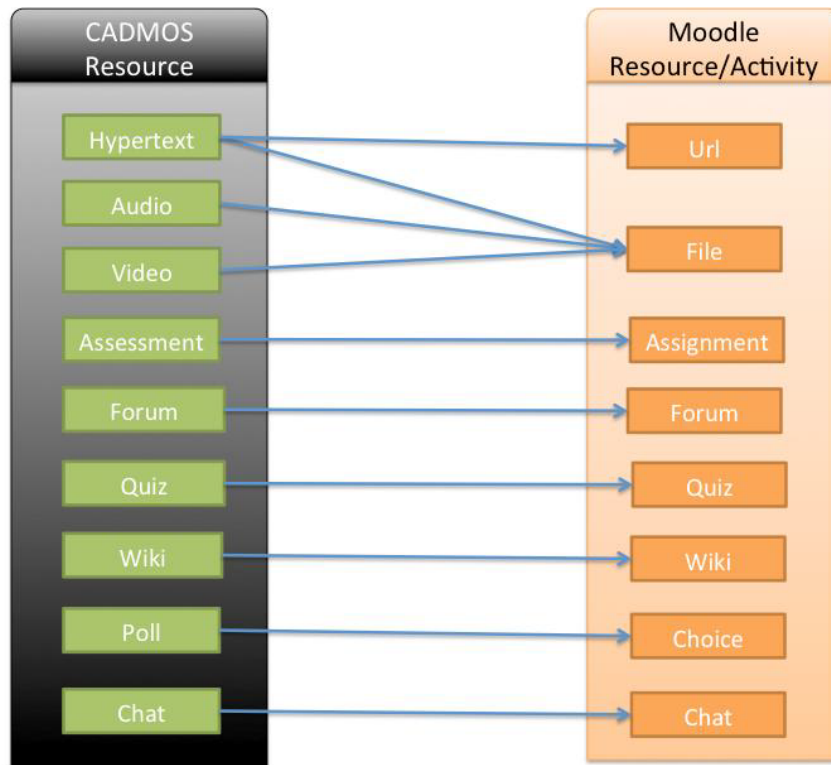 CADMOS
Resource
Hypertext
Audio
Video
Assessment
Forum
Quiz
Wiki
Poll
Chat
Moodle
Resource/Activity
Url
File
Assignment
Forum
Quiz
Wiki
Choice
Chat